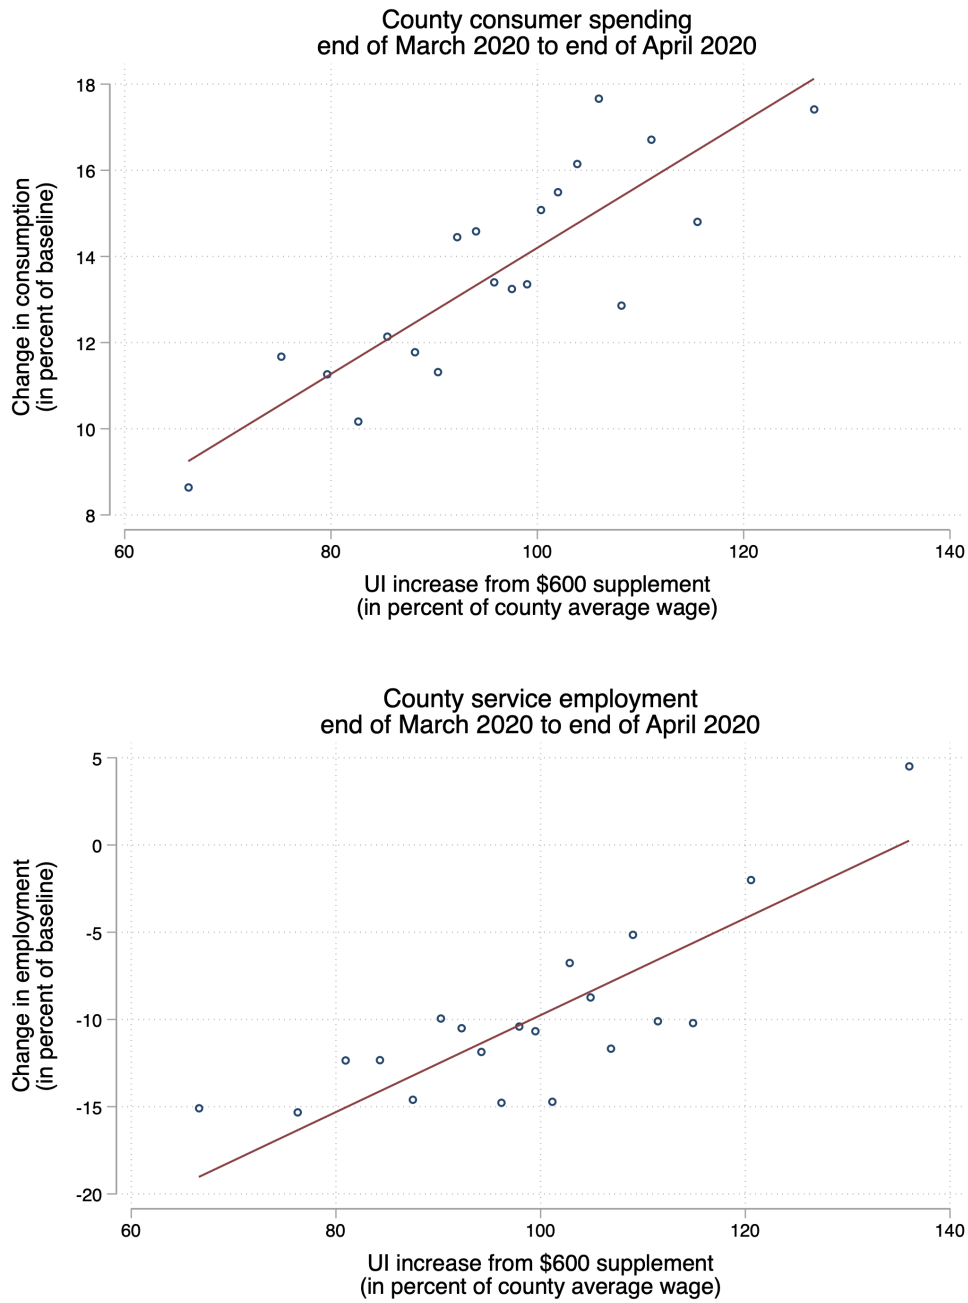 County consumer spending
end of March 2020 to end of April 2020
Change in consumption
(in percent of baseline)
18
16
14
12
10
8
60 80 100 120 140
UI increase from $600 supplement
(in percent of county average wage)
County service employment
end of March 2020 to end of April 2020
Change in employment
(in percent of baseline)
5
0
-5
-10
-15
-20
60 80 100 120 140
UI increase from $600 supplement
(in percent of county average wage)